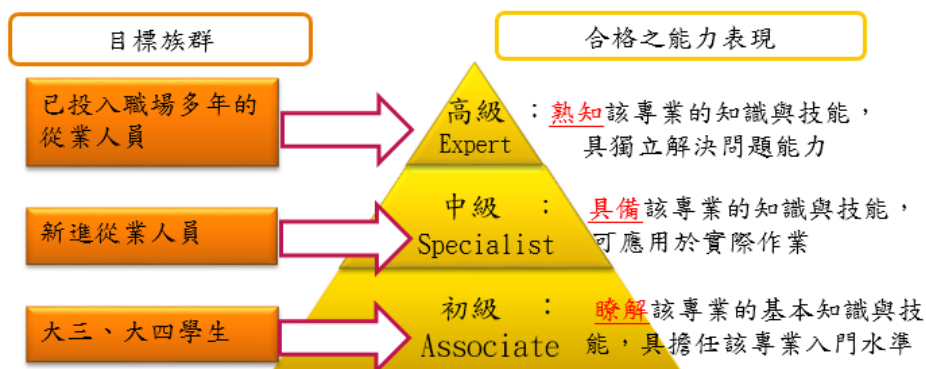 目標族群
合格之能力表現
已投入職場多年的
從業人員
高級 ：熟知該專業的知識與技能，
Expert 具獨立解決問題能力
新進從業人員
中級 ：具備該專業的知識與技能，
Specialist 可應用於實際作業
大三、大四學生
初級 ：瞭解該專業的基本知識與技
Associate 能，具擔任該專業入門水準